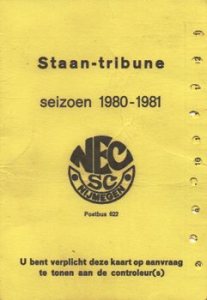 Staan-tribune
seizoen 1980-1981
NEC
SC
NIJMEGEN
Postbus 622
U bent verplicht deze kaart op aanvraag
te tonen aan de controleur(s)